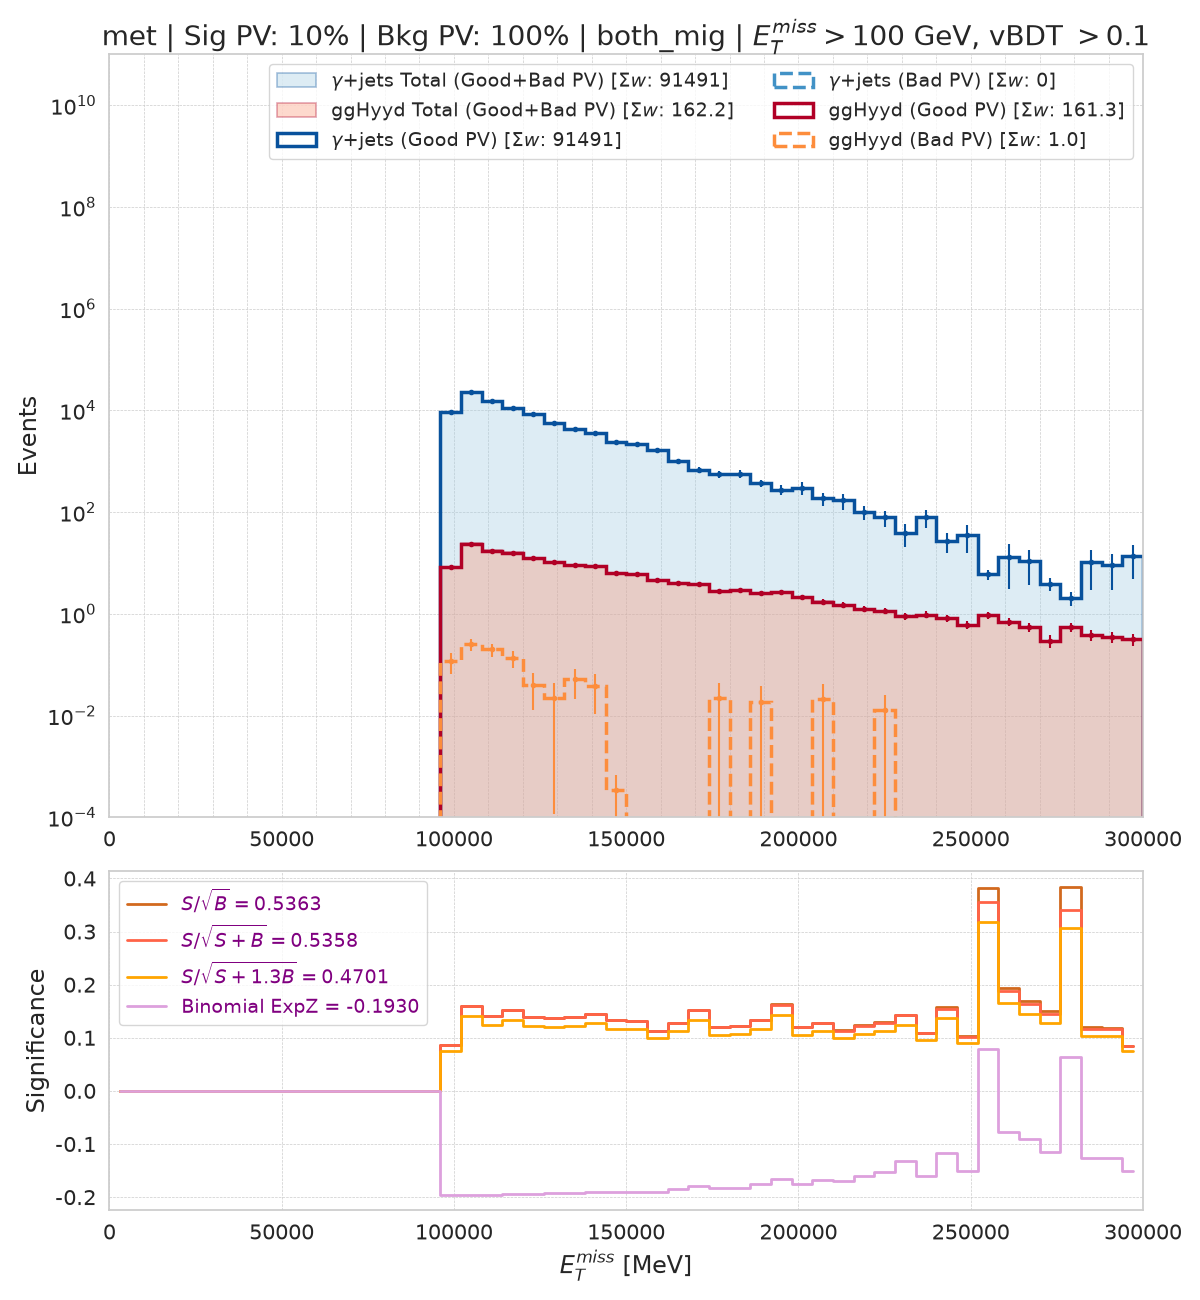 met | Sig PV: 10% | Bkg PV: 100% | both_mig | $E_T^{miss} > 100$ GeV, vBDT $> 0.1$
γ+jets Total (Good+Bad PV) [Σw: 91491]
ggHyyd Total (Good+Bad PV) [Σw: 162.2]
γ+jets (Good PV) [Σw: 91491]
γ+jets (Bad PV) [Σw: 0]
ggHyyd (Good PV) [Σw: 161.3]
ggHyyd (Bad PV) [Σw: 1.0]
Events
10^{10}
10^8
10^6
10^4
10^2
10^0
10^{−2}
10^{−4}
0 50000 100000 150000 200000 250000 300000
S/√B = 0.5363
S/√(S + B) = 0.5358
S/√(S + 1.3B) = 0.4701
Binomial ExpZ = -0.1930
Significance
0.4
0.3
0.2
0.1
0.0
-0.1
-0.2
0 50000 100000 150000 200000 250000 300000
$E_T^{miss}$ [MeV]